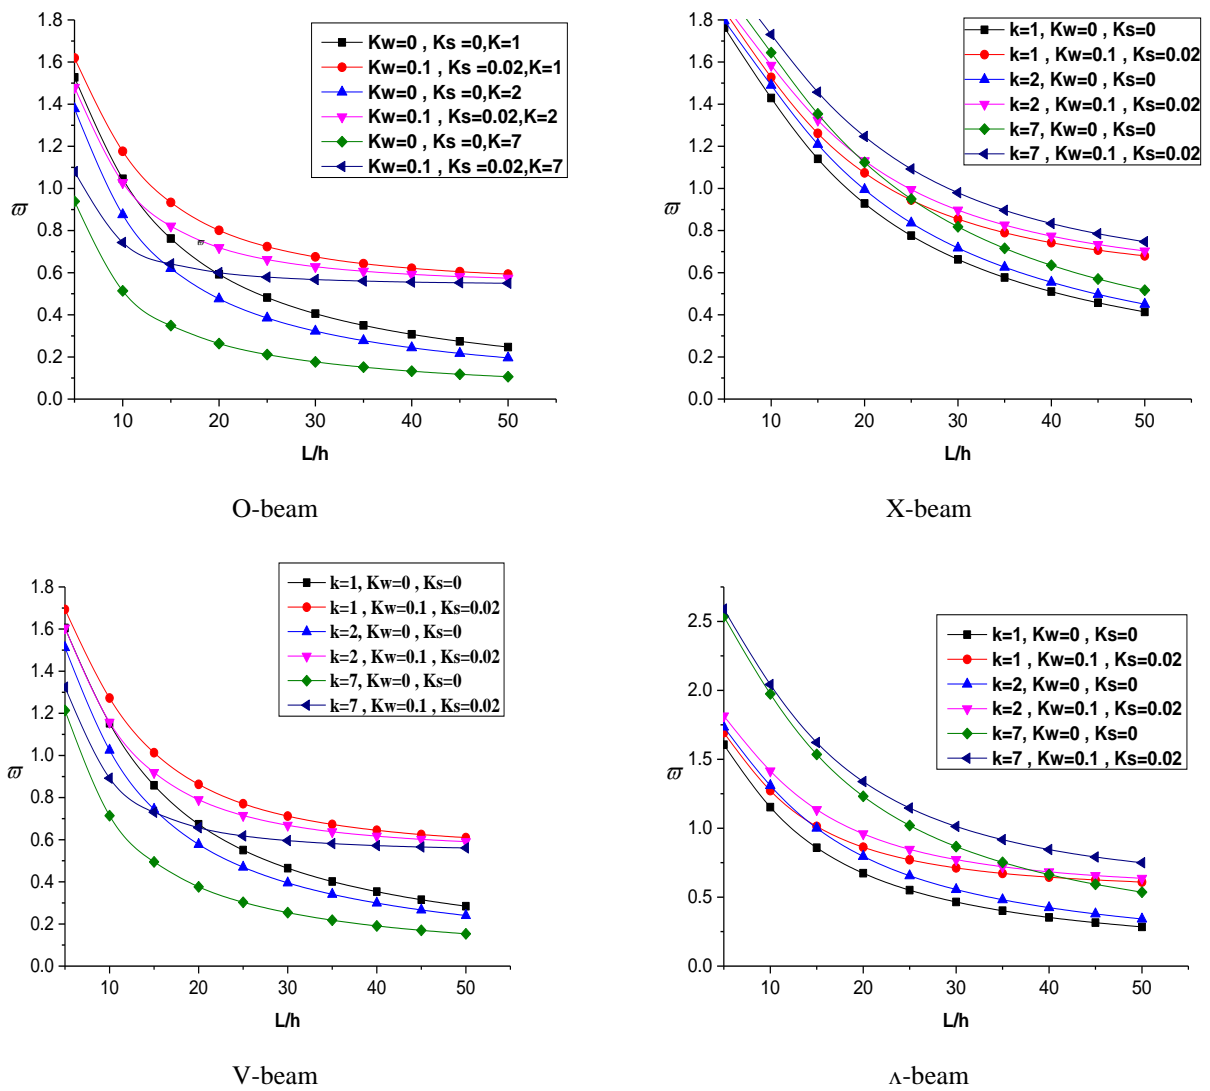 1.8
1.6
1.4
1.2
1.0
0.8
0.6
0.4
0.2
0.0
ϖ
Kw=0 , Ks =0,K=1
Kw=0.1 , Ks =0.02,K=1
Kw=0 , Ks =0,K=2
Kw=0.1 , Ks=0.02,K=2
Kw=0 , Ks =0,K=7
Kw=0.1 , Ks =0.02,K=7
ϖ
10 20 30 40 50
L/h
O-beam
1.8
1.6
1.4
1.2
1.0
0.8
0.6
0.4
0.2
0.0
ϖ
k=1, Kw=0 , Ks=0
k=1 , Kw=0.1 , Ks=0.02
k=2, Kw=0 , Ks=0
k=2 , Kw=0.1 , Ks=0.02
k=7, Kw=0 , Ks=0
k=7 , Kw=0.1 , Ks=0.02
10 20 30 40 50
L/h
X-beam
1.8
1.6
1.4
1.2
1.0
0.8
0.6
0.4
0.2
0.0
ϖ
k=1, Kw=0 , Ks=0
k=1 , Kw=0.1 , Ks=0.02
k=2, Kw=0 , Ks=0
k=2 , Kw=0.1 , Ks=0.02
k=7, Kw=0 , Ks=0
k=7 , Kw=0.1 , Ks=0.02
10 20 30 40 50
L/h
V-beam
2.5
2.0
1.5
1.0
0.5
0.0
ϖ
k=1, Kw=0 , Ks=0
k=1 , Kw=0.1 , Ks=0.02
k=2, Kw=0 , Ks=0
k=2 , Kw=0.1 , Ks=0.02
k=7, Kw=0 , Ks=0
k=7 , Kw=0.1 , Ks=0.02
10 20 30 40 50
L/h
Λ-beam